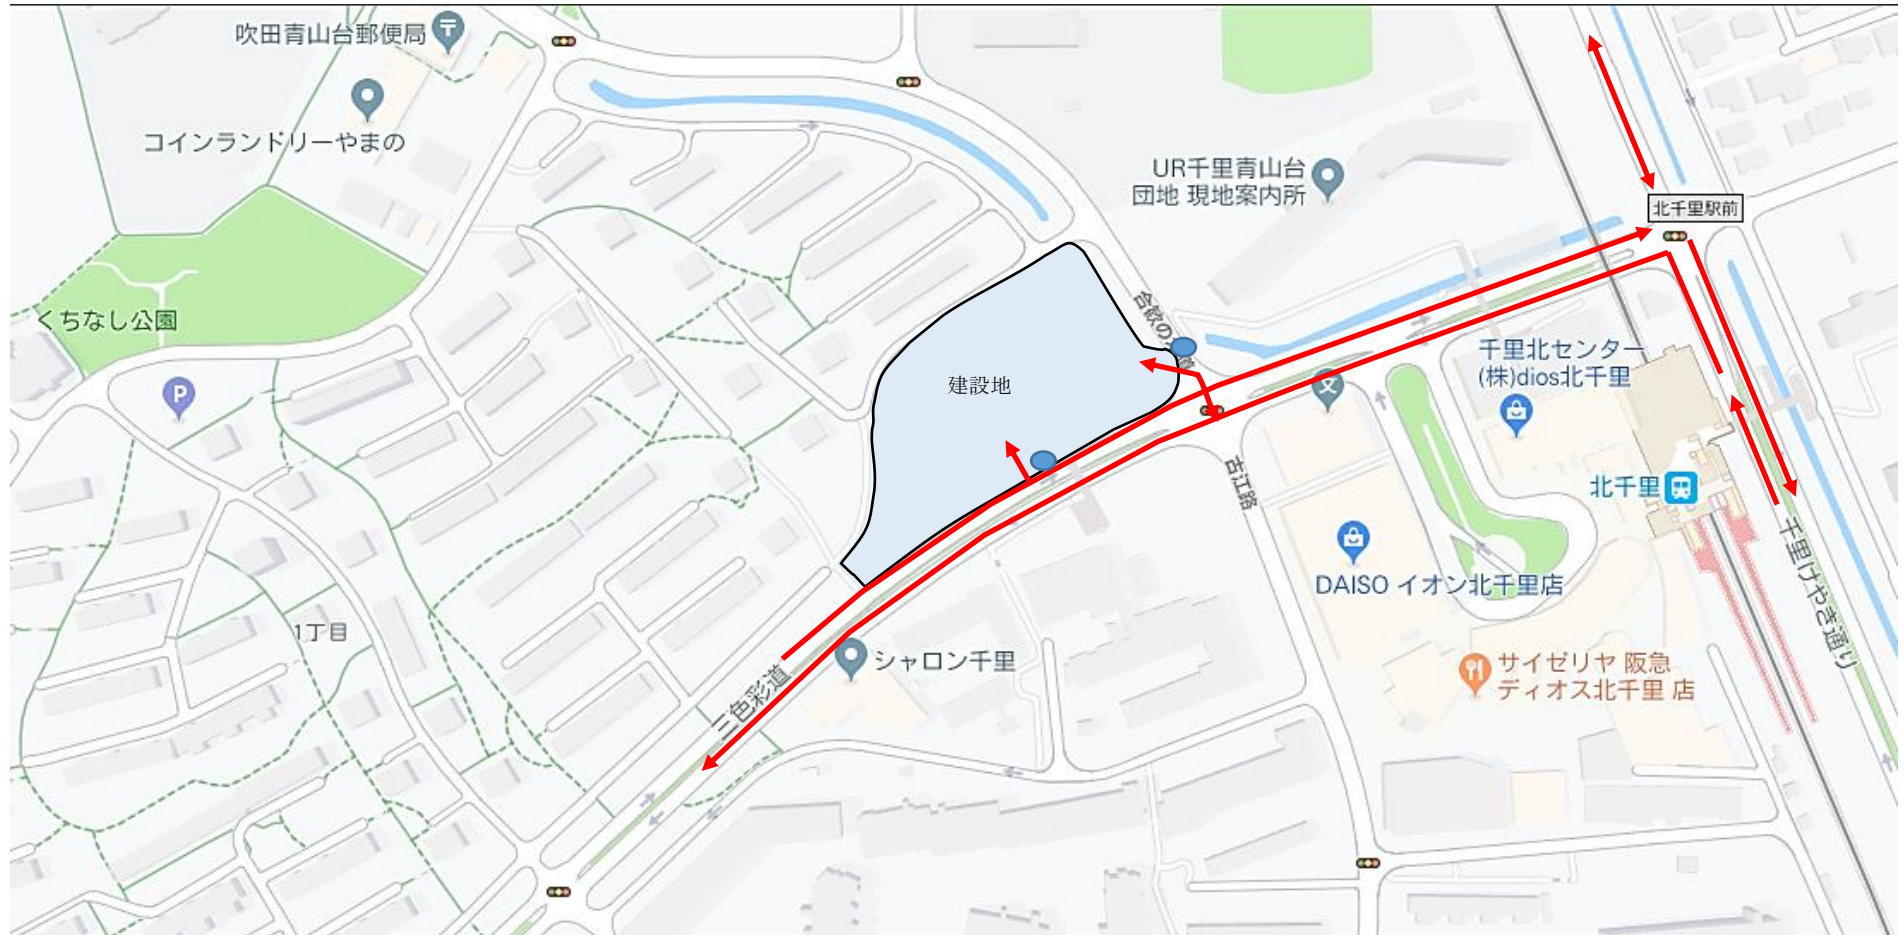 吹田青山台郵便局
コインランドリーやまの
UR千里青山台
団地 現地案内所
北千里駅前
くちなし公園
P
建設地
千里北センター
(株)dios北千里
文
北千里
古江路
DAISO イオン北千里店
千里けやき通り
1丁目
シャロン千里
三色彩道
サイゼリヤ 阪急
ディオス北千里 店